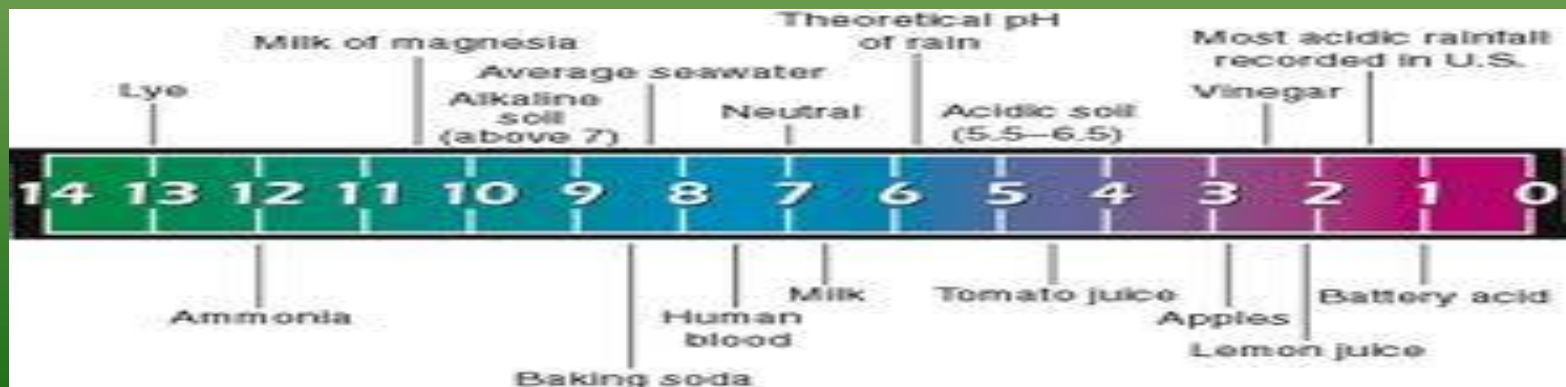 Theoretical pH
of rain
Milk of magnesia
Most acidic rainfall
recorded in U.S.
Average seawater
Lye
Alkaline
soil
(above 7)
Neutral
Acidic soil
(5.5–6.5)
Vinegar
14 13 12 11 10 9 8 7 6 5 4 3 2 1 0
Ammonia
Milk
Tomato juice
Battery acid
Human
blood
Apples
Lemon juice
Baking soda